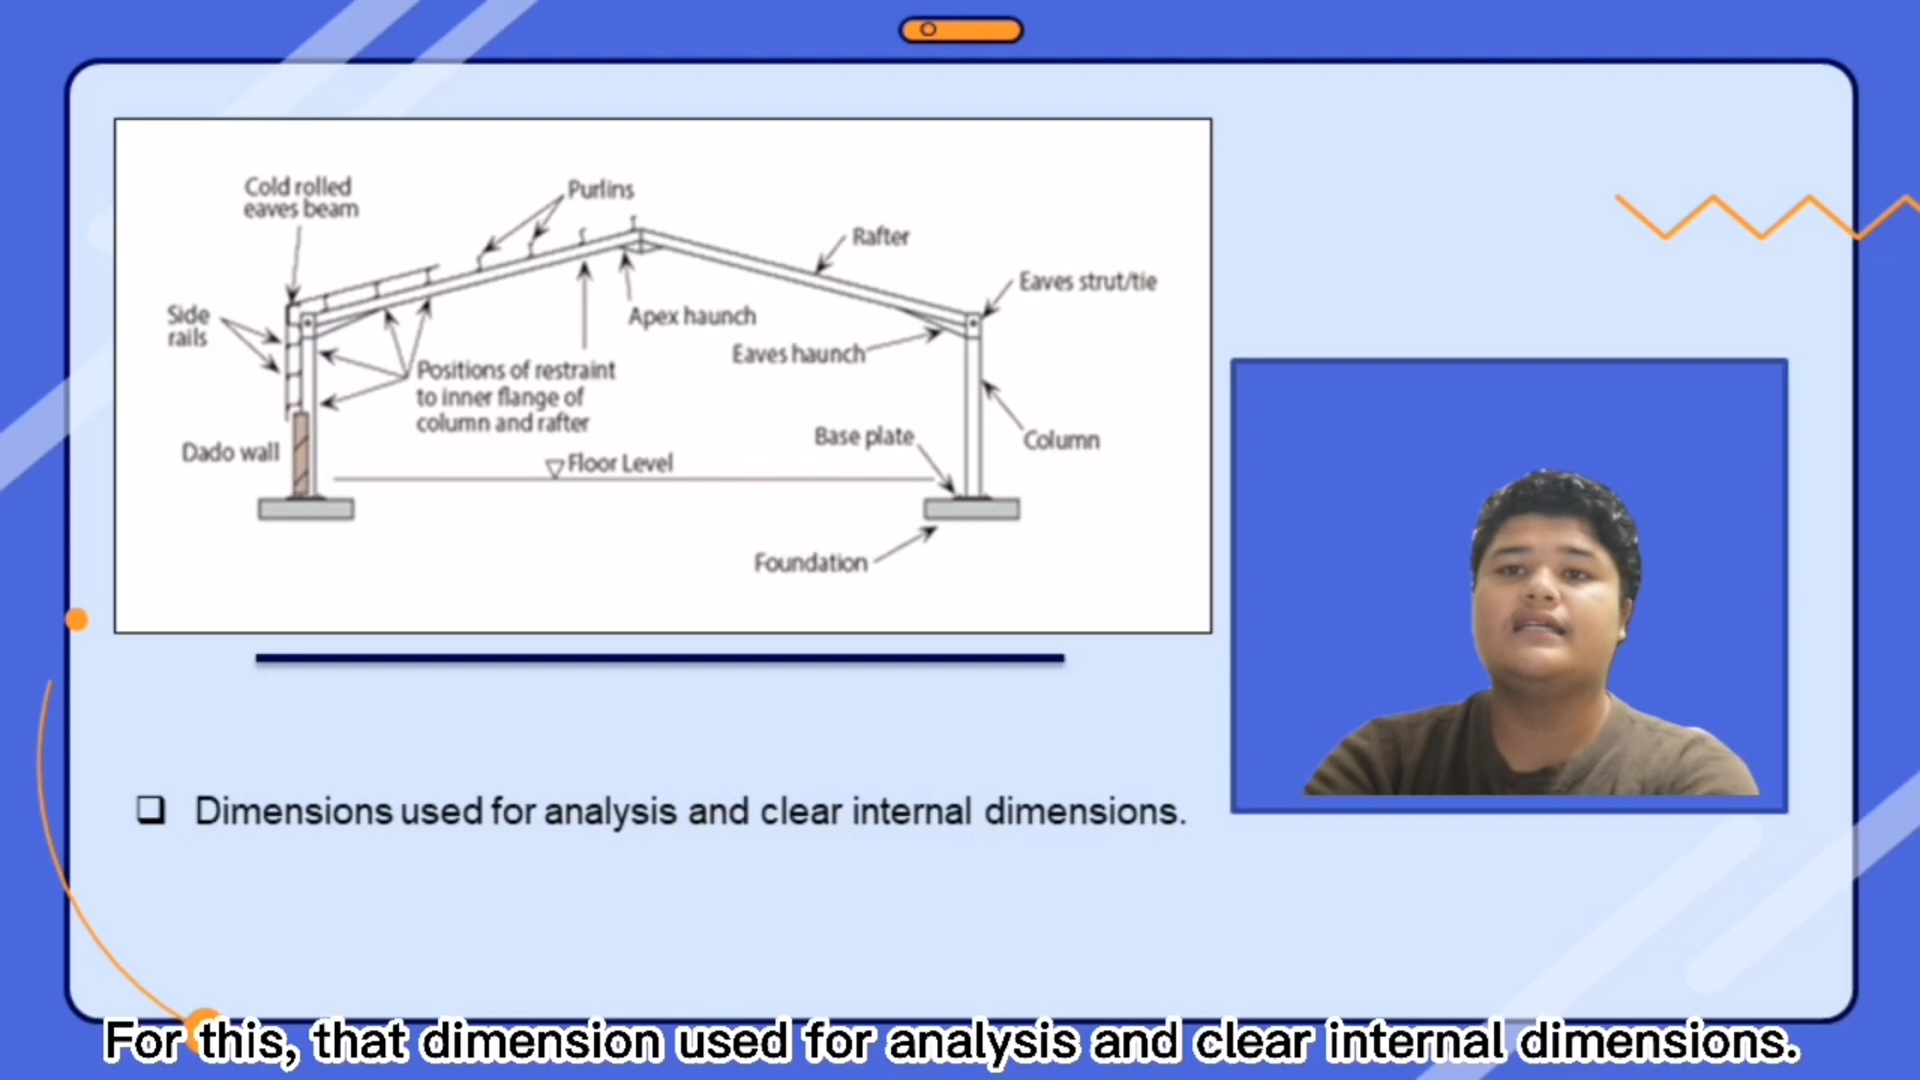 Cold rolled
eaves beam
Purlins
Rafter
Eaves strut/tie
Side
rails
Apex haunch
Eaves haunch
Positions of restraint
to inner flange of
column and rafter
Base plate
Column
Dado wall
Floor Level
Foundation
❑ Dimensions used for analysis and clear internal dimensions.
For this, that dimension used for analysis and clear internal dimensions.